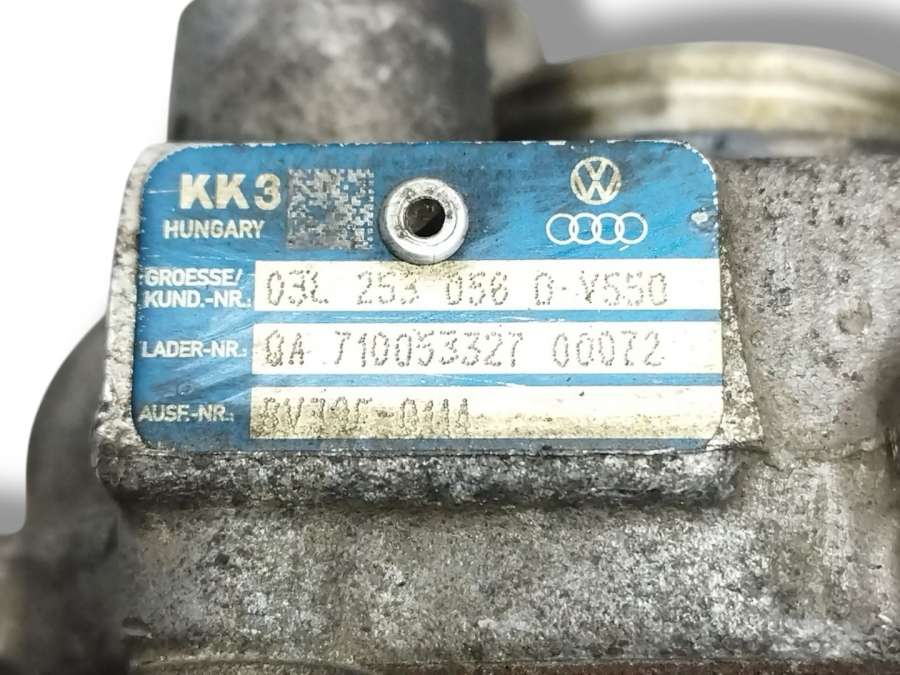 KK3
HUNGARY
GROESSE/
KUND.-NR.: 03L 253 056 D-V550
LADER-NR.: QA 710053327 00072
AUSF.-NR.: